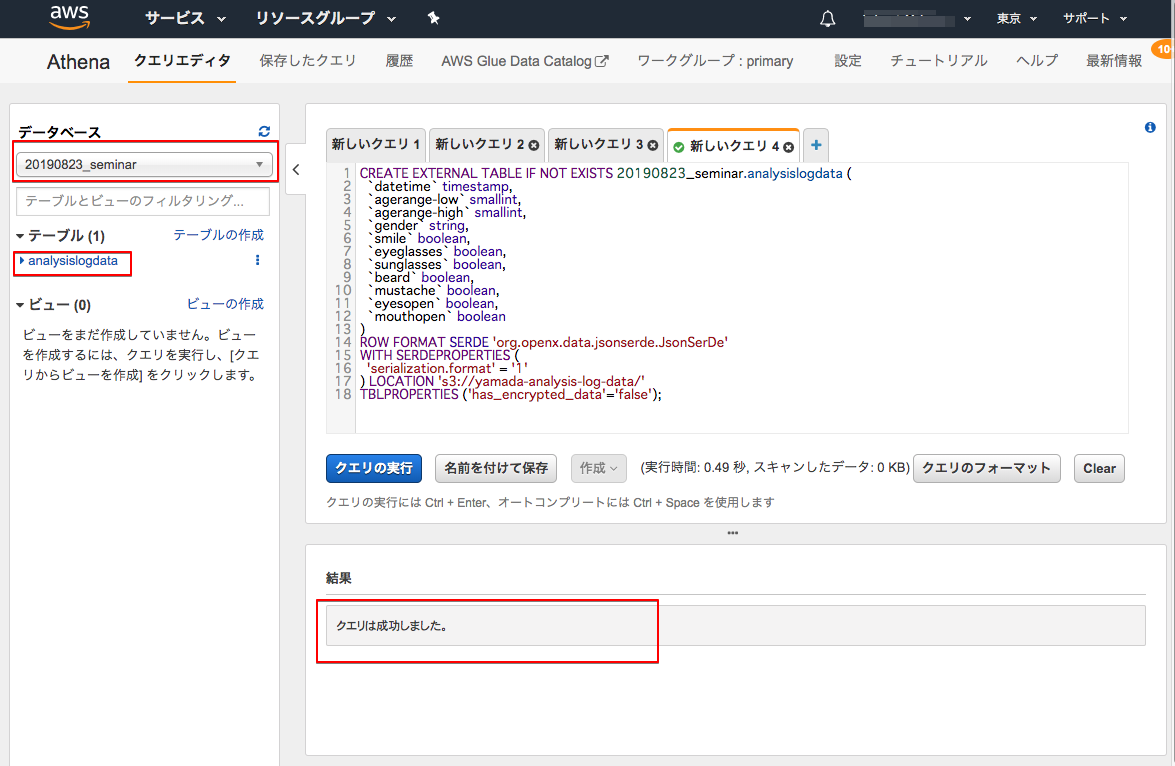 aws サービス リソースグループ 東京 サポート
Athena クエリエディタ 保存したクエリ 履歴 AWS Glue Data Catalog ワークグループ : primary 設定 チュートリアル ヘルプ 最新情報 10
データベース
20190823_seminar
テーブルとビューのフィルタリング...
テーブル (1) テーブルの作成
analysislogdata
ビュー (0) ビューの作成
ビューをまだ作成していません。ビュー
を作成するには、クエリを実行し、[クエ
リからビューを作成] をクリックします。
新しいクエリ 1 新しいクエリ 2 新しいクエリ 3 新しいクエリ 4 +
1 CREATE EXTERNAL TABLE IF NOT EXISTS 20190823_seminar.analysislogdata (
2 `datetime` timestamp,
3 `agerange-low` smallint,
4 `agerange-high` smallint,
5 `gender` string,
6 `smile` boolean,
7 `eyeglasses` boolean,
8 `sunglasses` boolean,
9 `beard` boolean,
10 `mustache` boolean,
11 `eyesopen` boolean,
12 `mouthopen` boolean
13 )
14 ROW FORMAT SERDE 'org.openx.data.jsonserde.JsonSerDe'
15 WITH SERDEPROPERTIES (
16 'serialization.format' = '1'
17 ) LOCATION 's3://yamada-analysis-log-data/'
18 TBLPROPERTIES ('has_encrypted_data'='false');
クエリの実行 名前を付けて保存 作成 (実行時間: 0.49 秒, スキャンしたデータ: 0 KB) クエリのフォーマット Clear
クエリの実行には Ctrl + Enter、オートコンプリートには Ctrl + Space を使用します
結果
クエリは成功しました。